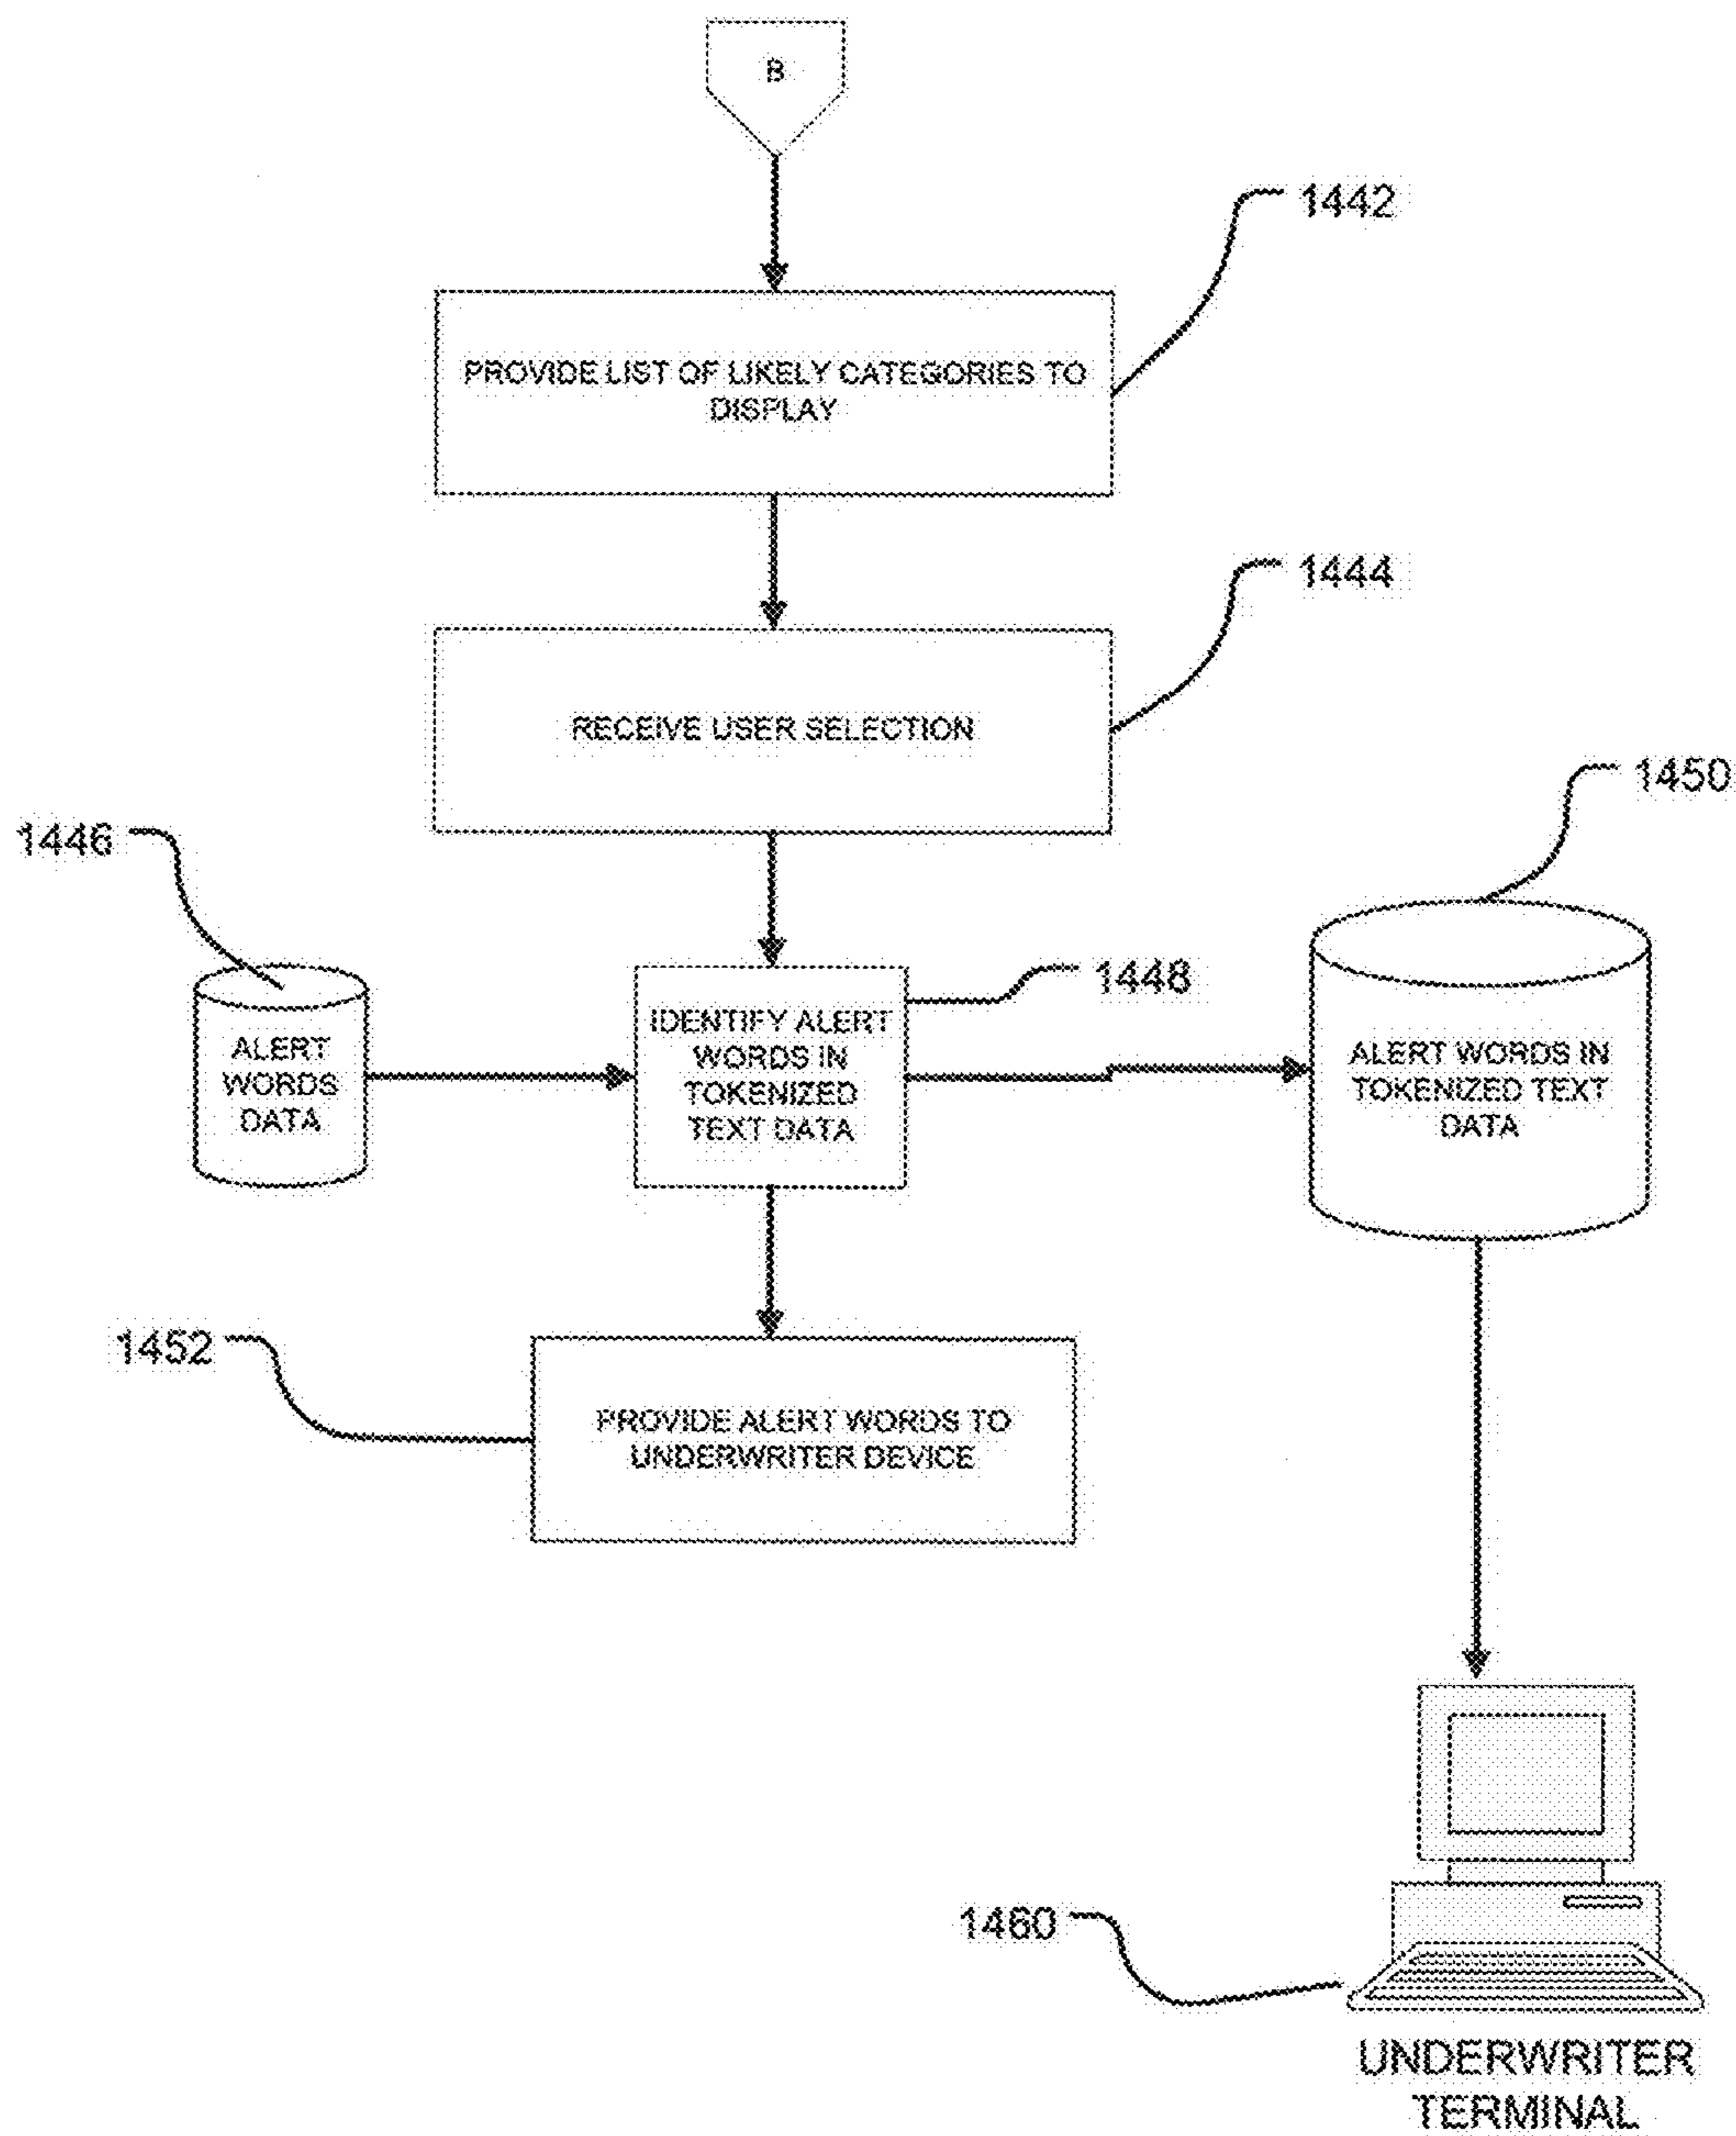 B
1442
PROVIDE LIST OF LIKELY CATEGORIES TO
DISPLAY
1444
RECEIVE USER SELECTION
1450
1446
1448
ALERT
WORDS
DATA
IDENTIFY ALERT
WORDS IN
TOKENIZED
TEXT DATA
ALERT WORDS IN
TOKENIZED TEXT
DATA
1452
PROVIDE ALERT WORDS TO
UNDERWRITER DEVICE
1460
UNDERWRITER
TERMINAL